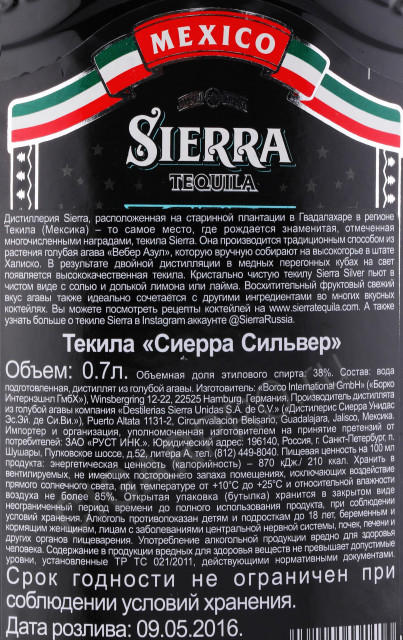 MEXICO
SIERRA
TEQUILA
Дистиллерия Sierra, расположенная на старинной плантации в Гвадалахаре в регионе
Текила (Мексика) – то самое место, где рождается знаменитая, отмеченная
многочисленными наградами, текила Sierra. Она производится традиционным способом из
растения голубая агава «Вебер Азул», которую вручную собирают на высокогорье в штате
Халиско. В результате двойной дистилляции в медных перегонных кубах на свет
появляется высококачественная текила. Кристально чистую текилу Sierra Silver пьют в
чистом виде с солью и долькой лимона или лайма. Восхитительный фруктовый свежий
вкус агавы также идеально сочетается с другими ингредиентами во многих вкусных
коктейлях. Вы можете посмотреть рецепты коктейлей на www.sierratequila.com. А также
узнать больше о текиле Sierra в Instagram аккаунте @SierraRussia.
Текила «Сиерра Сильвер»
Объем: 0.7л. Объемная доля этилового спирта: 38%. Состав: вода
подготовленная, дистиллят из голубой агавы. Изготовитель: «Borco International GmbH» («Борко
Интернэшнл ГмбХ»), Winsbergring 12-22, 22525 Hamburg, Германия. Производитель дистиллята
из голубой агавы компания «Destilerias Sierra Unidas S.A. de C.V.» («Дистилерис Сиерра Унидас
Эс.Эй. де Си.Ви.»), Puerto Altata 1131-2, Circunvalacion Belisario, Guadalajara, Jalisco, Мексика.
Импортер и организация, уполномоченная изготовителем на принятие претензий от
потребителей: ЗАО «РУСТ ИНК.». Юридический адрес: 196140, Россия, г. Санкт-Петербург, п.
Шушары, Пулковское шоссе, д.52, литера А, тел. (812) 449-8040. Пищевая ценность на 100 мл
продукта: энергетическая ценность (калорийность) – 870 кДж/ 210 ккал. Хранить в
вентилируемых, не имеющих постороннего запаха помещениях, исключающих воздействие
прямого солнечного света, при температуре от +10°С до +25°С и относительной влажности
воздуха не более 85%. Открытая упаковка (бутылка) хранится в закрытом виде
неограниченный период времени до полного использования продукта, при соблюдении
условий хранения. Алкоголь противопоказан детям и подросткам до 18 лет, беременным и
кормящим женщинам, лицам с заболеваниями центральной нервной системы, почек, печени и
других органов пищеварения. Употребление алкогольной продукции вредно для здоровья
человека. Содержание в продукции вредных для здоровья веществ не превышает допустимые
уровни, установленные ТР ТС 021/2011, действующими нормативными документами.
Срок годности не ограничен при
соблюдении условий хранения.
Дата розлива: 09.05.2016.